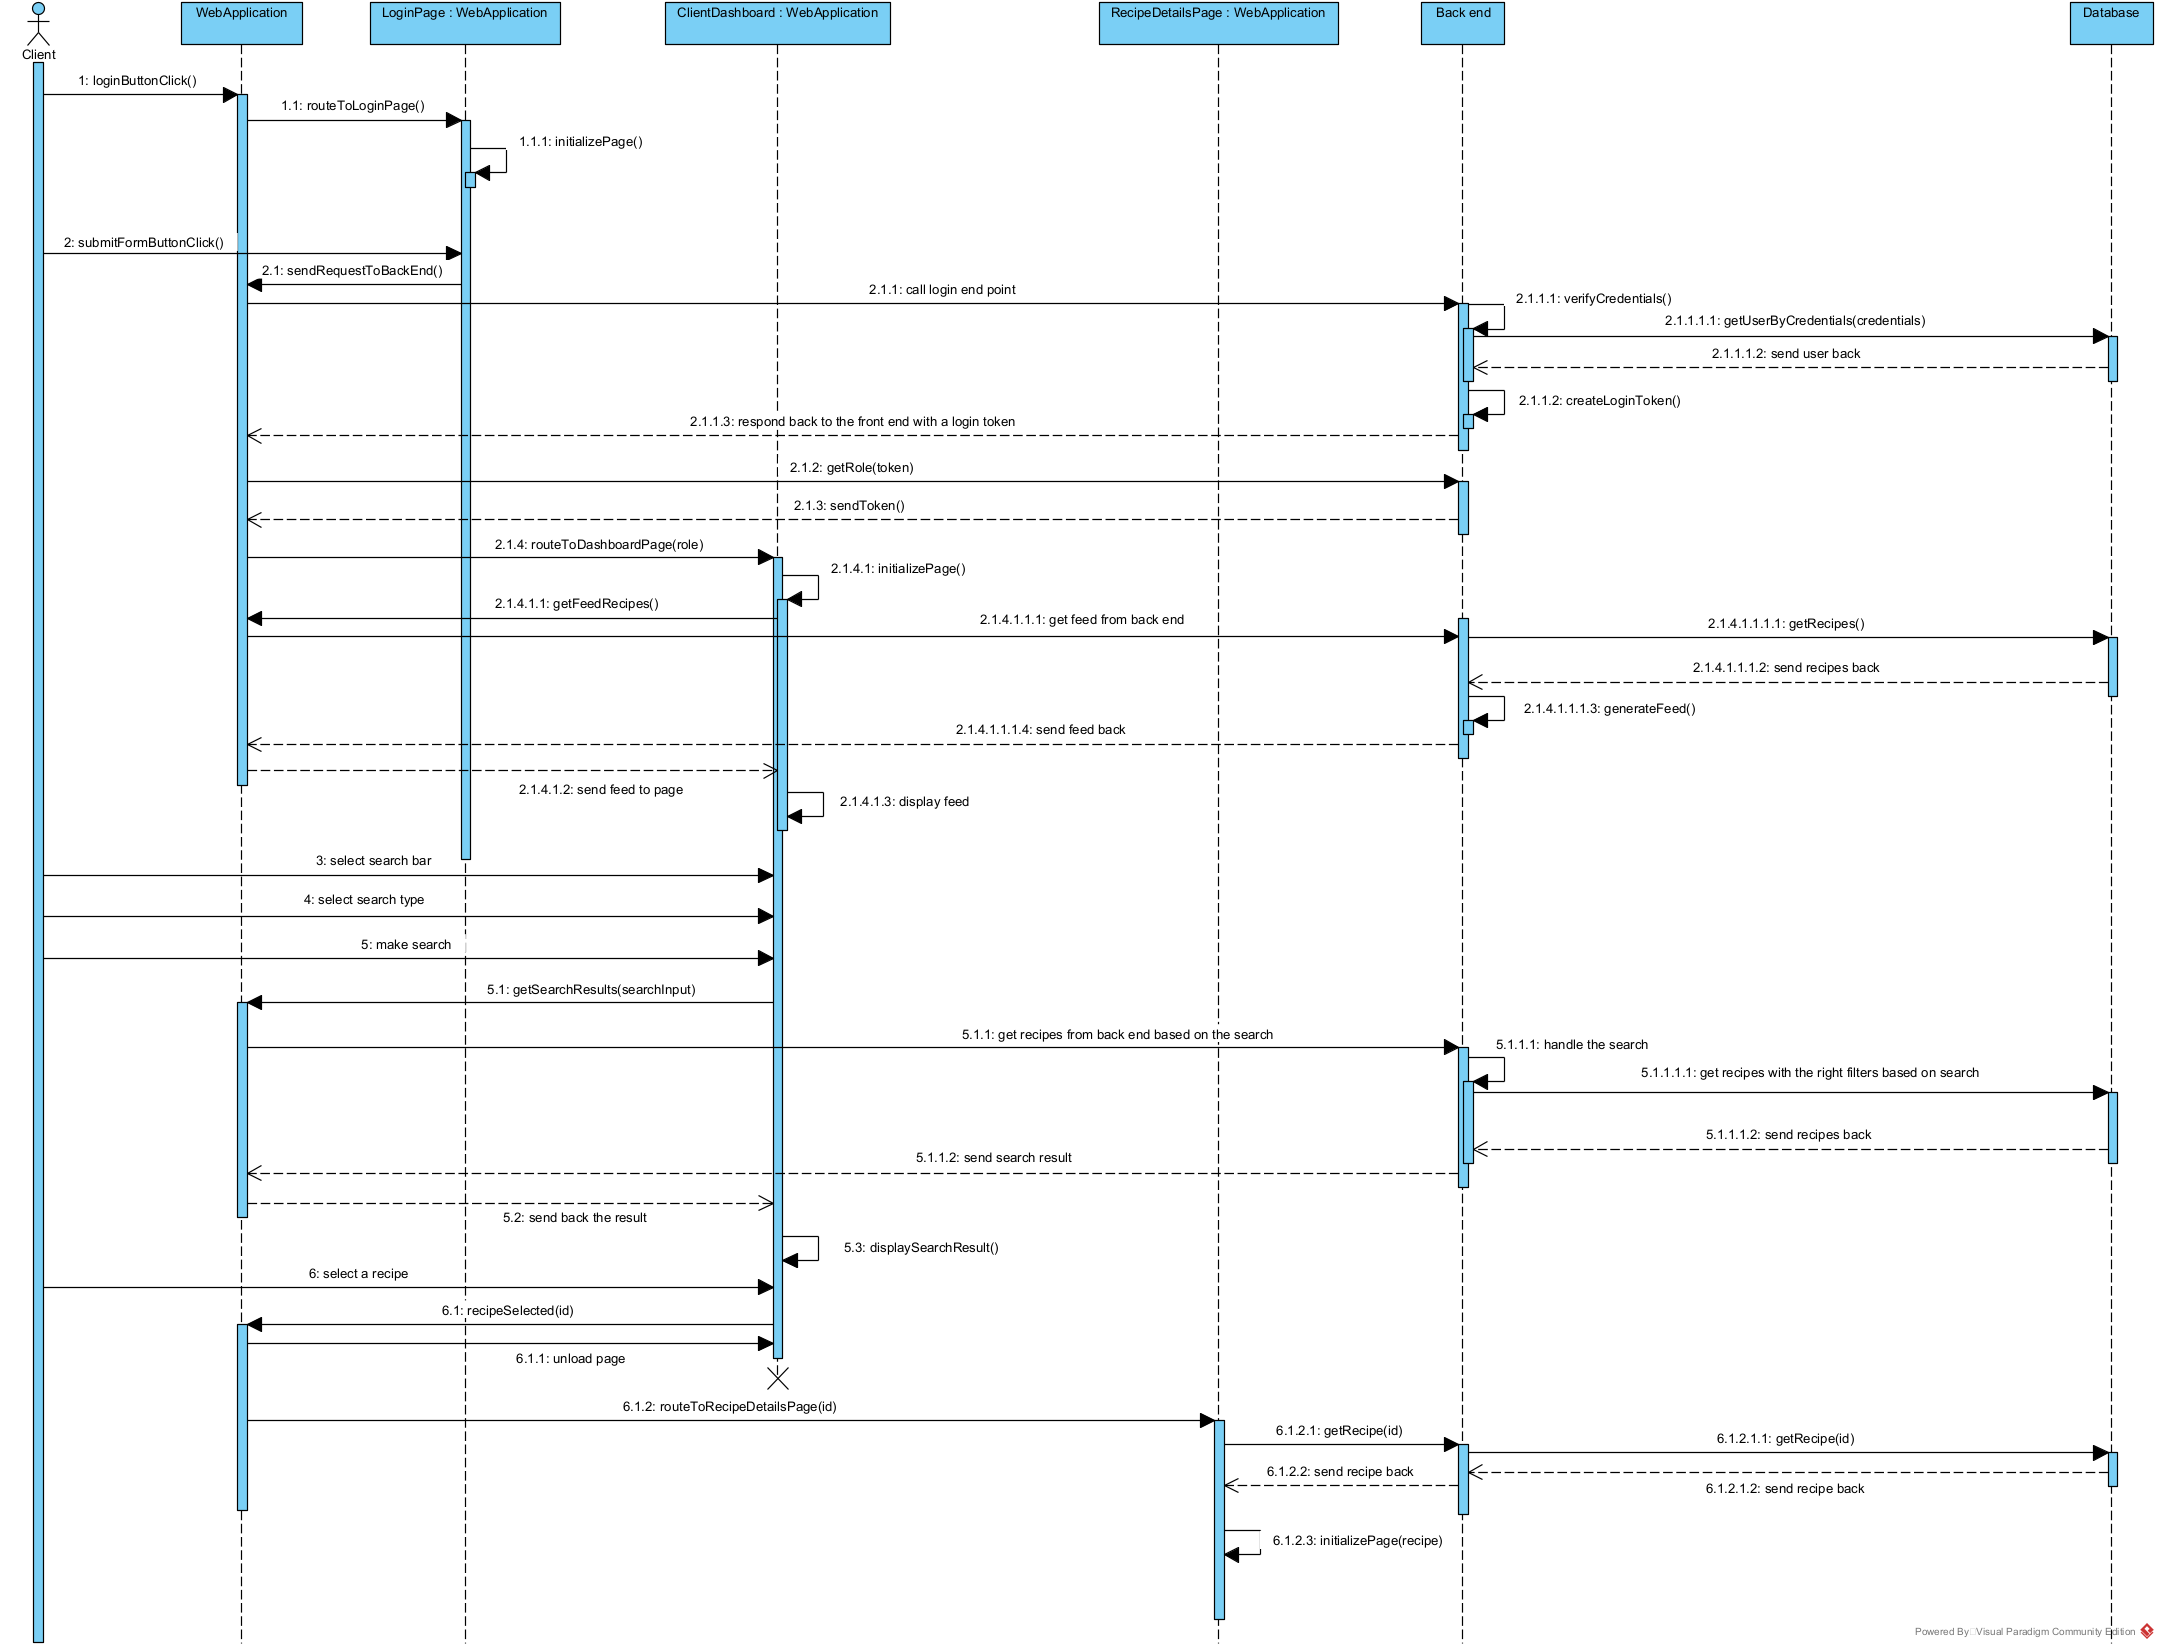 WebApplication
LoginPage : WebApplication
ClientDashboard : WebApplication
RecipeDetailsPage : WebApplication
Back end
Database
Client
1: loginButtonClick()
1.1: routeToLoginPage()
1.1.1: initializePage()
2: submitFormButtonClick()
2.1: sendRequestToBackEnd()
2.1.1: call login end point
2.1.1.1: verifyCredentials()
2.1.1.1.1: getUserByCredentials(credentials)
2.1.1.1.2: send user back
2.1.1.2: createLoginToken()
2.1.1.3: respond back to the front end with a login token
2.1.2: getRole(token)
2.1.3: sendToken()
2.1.4: routeToDashboardPage(role)
2.1.4.1: initializePage()
2.1.4.1.1: getFeedRecipes()
2.1.4.1.1.1: get feed from back end
2.1.4.1.1.1.1: getRecipes()
2.1.4.1.1.1.2: send recipes back
2.1.4.1.1.1.3: generateFeed()
2.1.4.1.1.1.4: send feed back
2.1.4.1.2: send feed to page
2.1.4.1.3: display feed
3: select search bar
4: select search type
5: make search
5.1: getSearchResults(searchInput)
5.1.1: get recipes from back end based on the search
5.1.1.1: handle the search
5.1.1.1.1: get recipes with the right filters based on search
5.1.1.1.2: send recipes back
5.1.1.2: send search result
5.2: send back the result
5.3: displaySearchResult()
6: select a recipe
6.1: recipeSelected(id)
6.1.1: unload page
6.1.2: routeToRecipeDetailsPage(id)
6.1.2.1: getRecipe(id)
6.1.2.1.1: getRecipe(id)
6.1.2.2: send recipe back
6.1.2.1.2: send recipe back
6.1.2.3: initializePage(recipe)
Powered By Visual Paradigm Community Edition